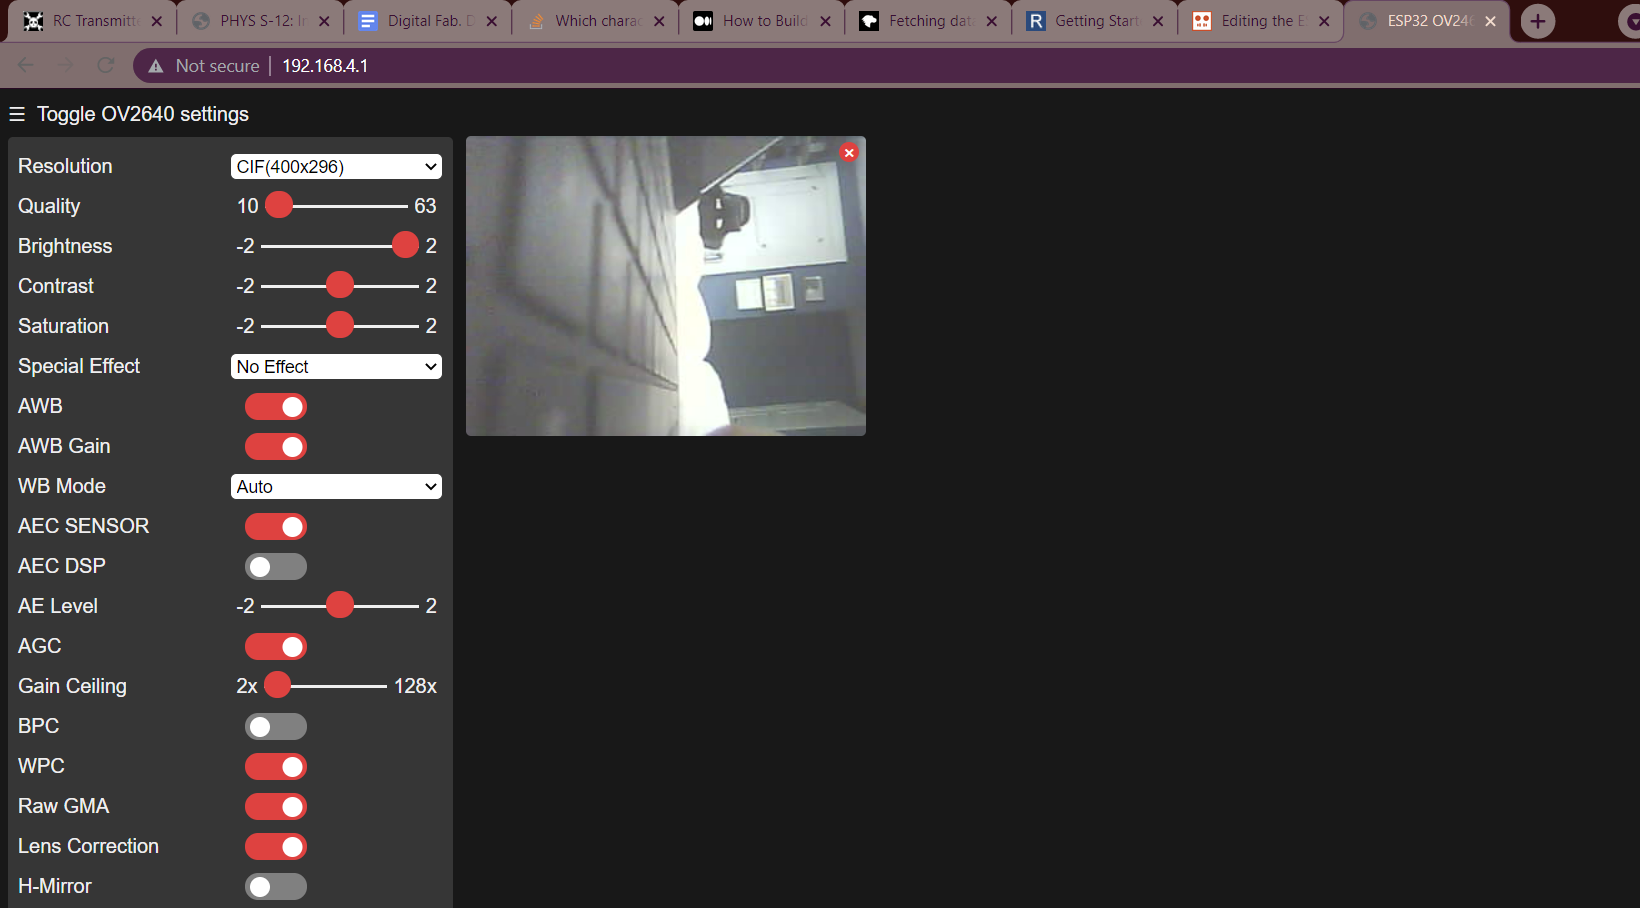 RC Transmitte
PHYS S-12: I
Digital Fab. D
Which charac
How to Build
Fetching data
Getting Start
Editing the E
ESP32 OV264
Not secure | 192.168.4.1
☰ Toggle OV2640 settings
Resolution CIF(400x296)
Quality 10 63
Brightness -2 2
Contrast -2 2
Saturation -2 2
Special Effect No Effect
AWB
AWB Gain
WB Mode Auto
AEC SENSOR
AEC DSP
AE Level -2 2
AGC
Gain Ceiling 2x 128x
BPC
WPC
Raw GMA
Lens Correction
H-Mirror